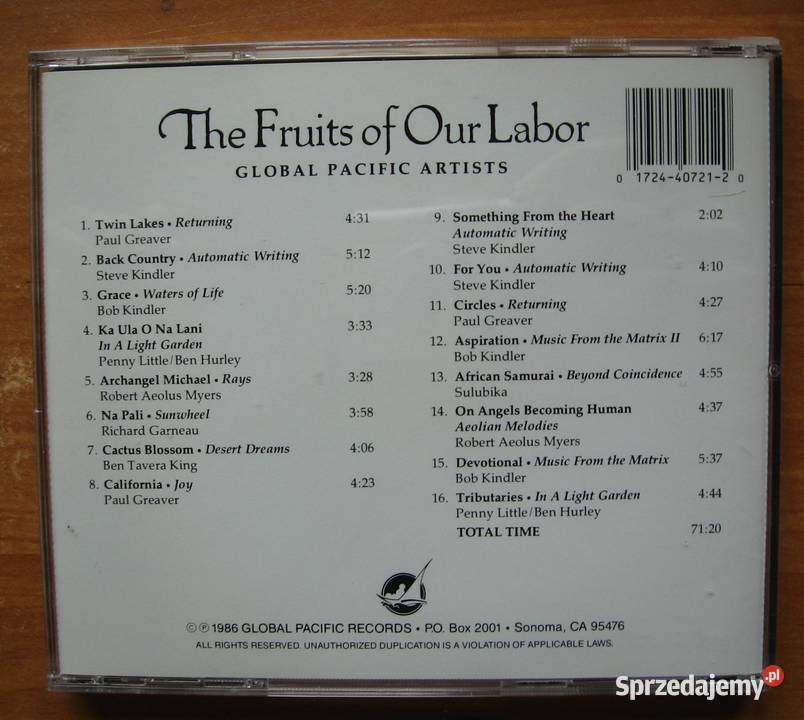 The Fruits of Our Labor
GLOBAL PACIFIC ARTISTS
0 1724-40721-2 0
1. Twin Lakes • Returning 4:31
Paul Greaver
2. Back Country • Automatic Writing 5:12
Steve Kindler
3. Grace • Waters of Life 5:20
Bob Kindler
4. Ka Ula O Na Lani 3:33
In A Light Garden
Penny Little/Ben Hurley
5. Archangel Michael • Rays 3:28
Robert Aeolus Myers
6. Na Pali • Sunwheel 3:58
Richard Garneau
7. Cactus Blossom • Desert Dreams 4:06
Ben Tavera King
8. California • Joy 4:23
Paul Greaver
9. Something From the Heart 2:02
Automatic Writing
Steve Kindler
10. For You • Automatic Writing 4:10
Steve Kindler
11. Circles • Returning 4:27
Paul Greaver
12. Aspiration • Music From the Matrix II 6:17
Bob Kindler
13. African Samurai • Beyond Coincidence 4:55
Sulubika
14. On Angels Becoming Human 4:37
Aeolian Melodies
Robert Aeolus Myers
15. Devotional • Music From the Matrix 5:37
Bob Kindler
16. Tributaries • In A Light Garden 4:44
Penny Little/Ben Hurley
TOTAL TIME 71:20
©℗ 1986 GLOBAL PACIFIC RECORDS • P.O. Box 2001 • Sonoma, CA 95476
ALL RIGHTS RESERVED. UNAUTHORIZED DUPLICATION IS A VIOLATION OF APPLICABLE LAWS.
Sprzedajemy.pl